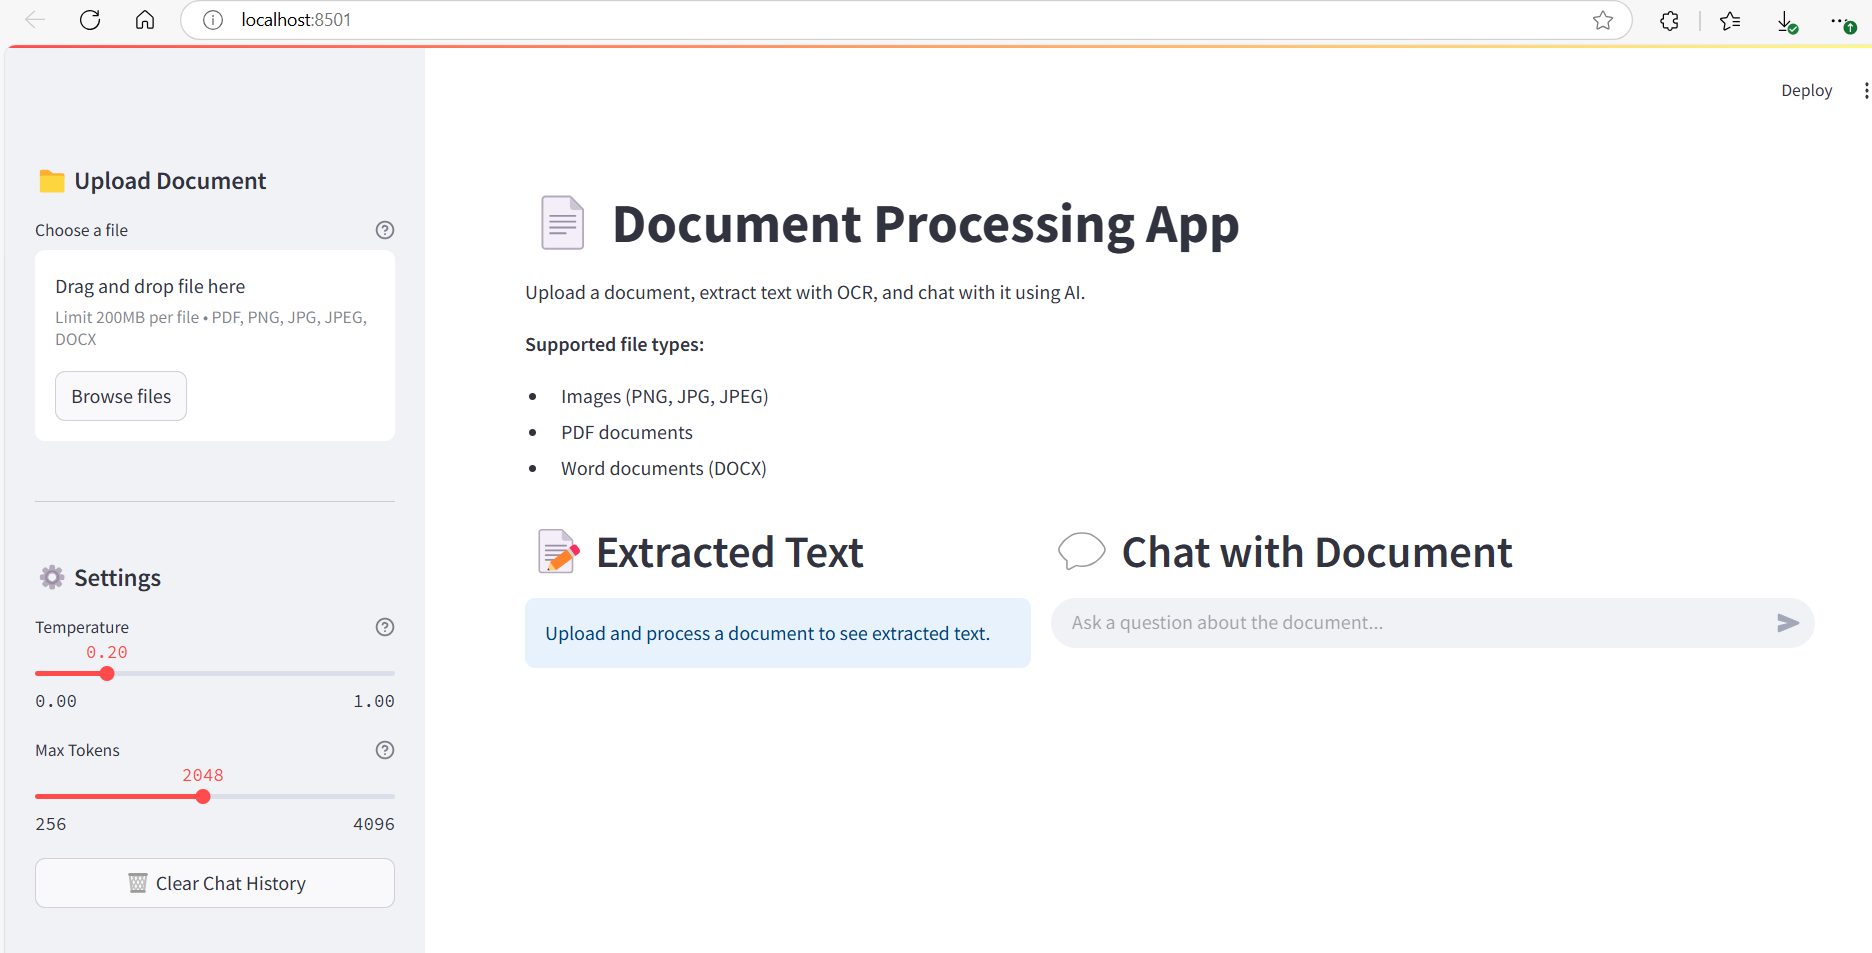 localhost:8501
Deploy
Upload Document
Choose a file
Drag and drop file here
Limit 200MB per file • PDF, PNG, JPG, JPEG,
DOCX
Browse files
Settings
Temperature
0.20
0.00 1.00
Max Tokens
2048
256 4096
Clear Chat History
Document Processing App
Upload a document, extract text with OCR, and chat with it using AI.
Supported file types:
• Images (PNG, JPG, JPEG)
• PDF documents
• Word documents (DOCX)
Extracted Text
Upload and process a document to see extracted text.
Chat with Document
Ask a question about the document...